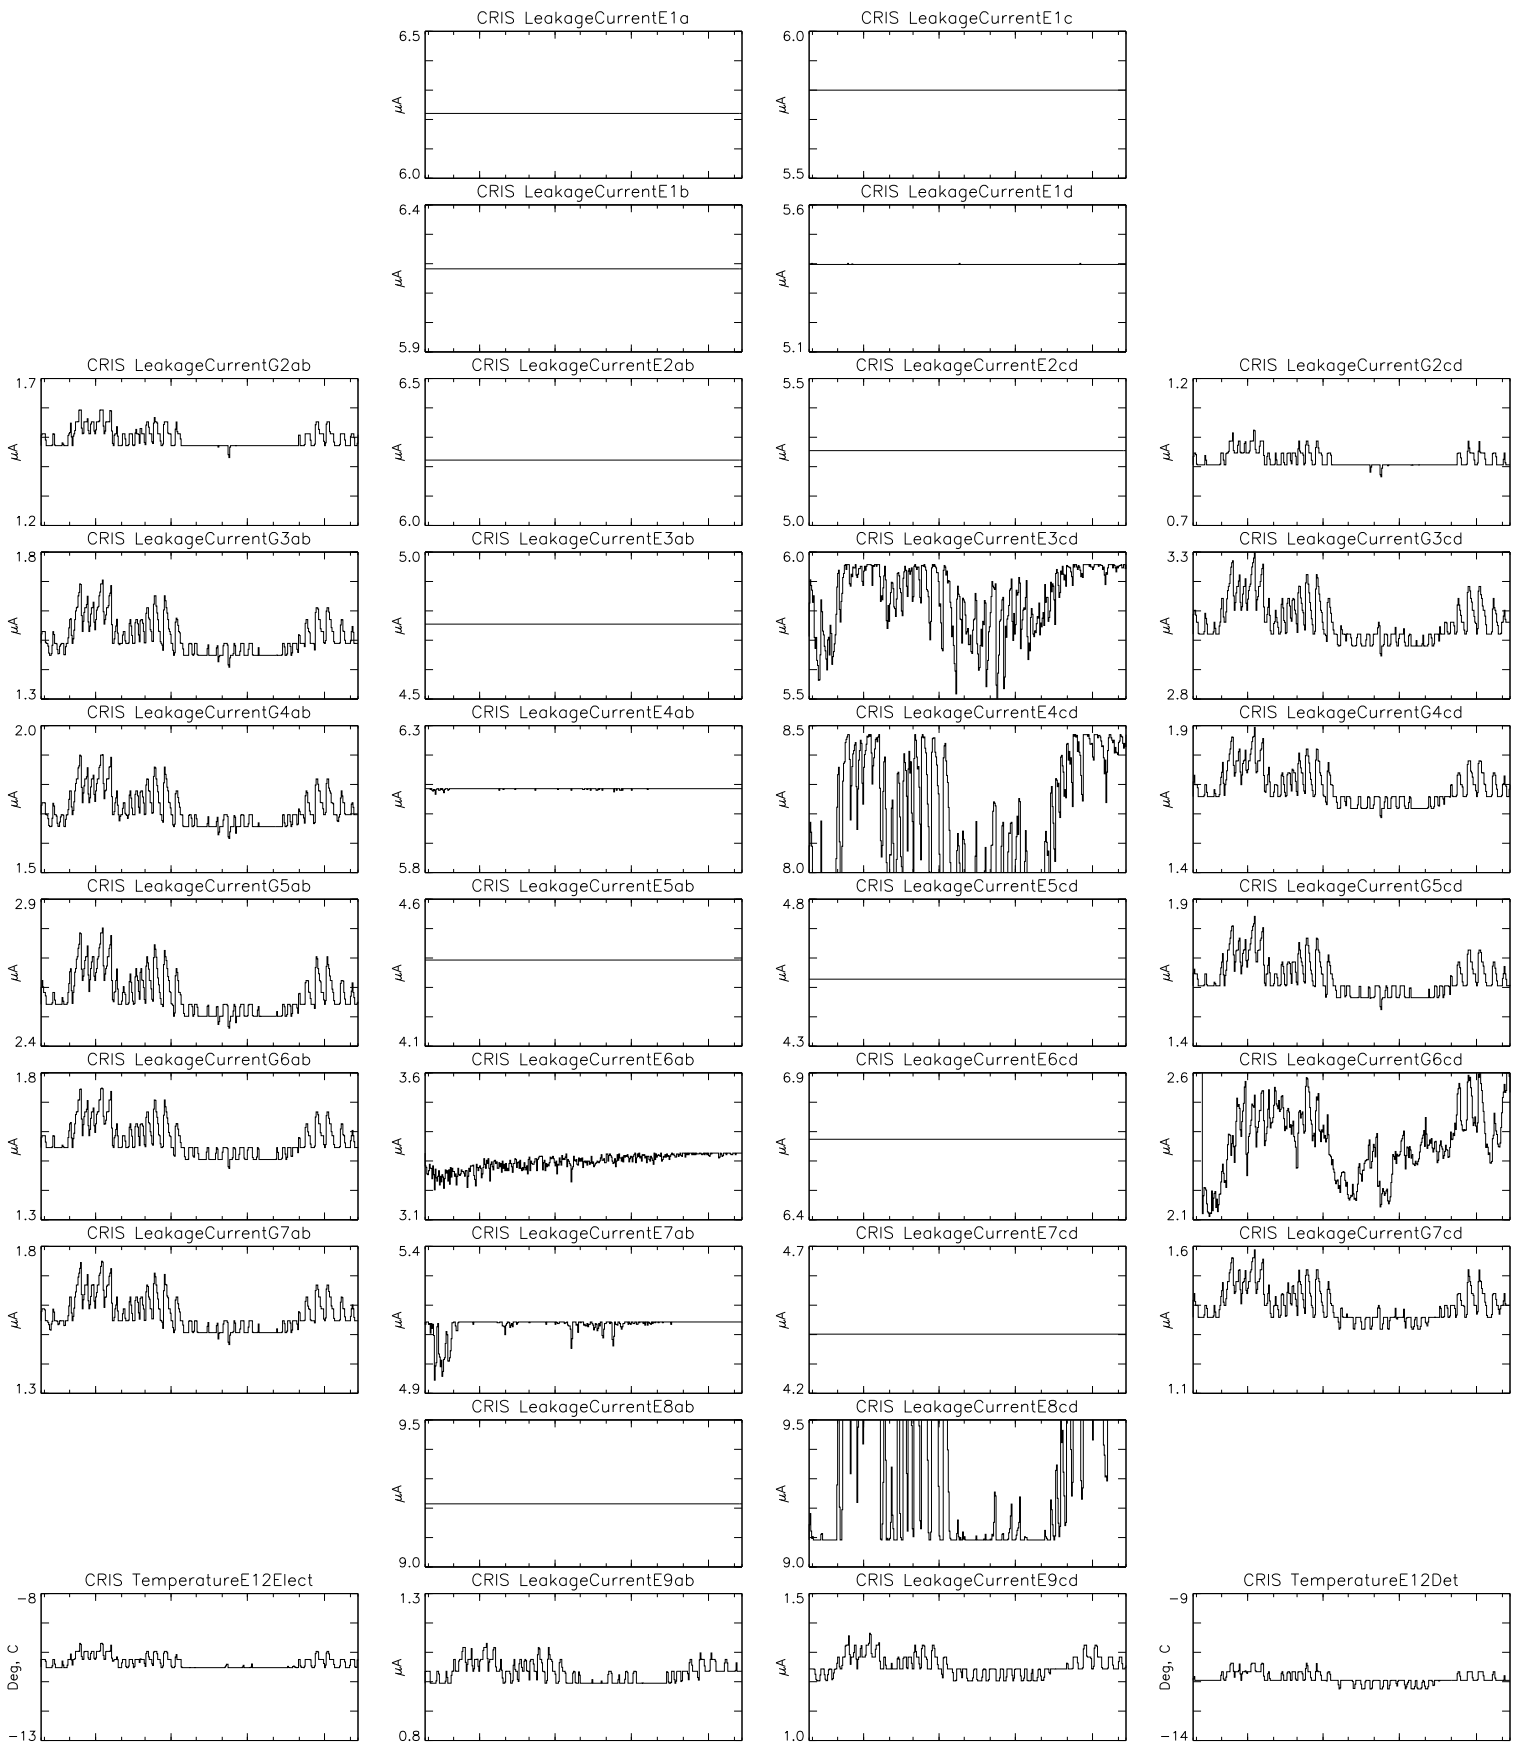 CRIS LeakageCurrentE1a CRIS LeakageCurrentE1c
6.5 6.0
μA μA
6.0 5.5
CRIS LeakageCurrentE1b CRIS LeakageCurrentE1d
6.4 5.6
μA μA
5.9 5.1
CRIS LeakageCurrentG2ab CRIS LeakageCurrentE2ab CRIS LeakageCurrentE2cd CRIS LeakageCurrentG2cd
1.7 6.5 5.5 1.2
μA μA μA μA
1.2 6.0 5.0 0.7
CRIS LeakageCurrentG3ab CRIS LeakageCurrentE3ab CRIS LeakageCurrentE3cd CRIS LeakageCurrentG3cd
1.8 5.0 6.0 3.3
μA μA μA μA
1.3 4.5 5.5 2.8
CRIS LeakageCurrentG4ab CRIS LeakageCurrentE4ab CRIS LeakageCurrentE4cd CRIS LeakageCurrentG4cd
2.0 6.3 8.5 1.9
μA μA μA μA
1.5 5.8 8.0 1.4
CRIS LeakageCurrentG5ab CRIS LeakageCurrentE5ab CRIS LeakageCurrentE5cd CRIS LeakageCurrentG5cd
2.9 4.6 4.8 1.9
μA μA μA μA
2.4 4.1 4.3 1.4
CRIS LeakageCurrentG6ab CRIS LeakageCurrentE6ab CRIS LeakageCurrentE6cd CRIS LeakageCurrentG6cd
1.8 3.6 6.9 2.6
μA μA μA μA
1.3 3.1 6.4 2.1
CRIS LeakageCurrentG7ab CRIS LeakageCurrentE7ab CRIS LeakageCurrentE7cd CRIS LeakageCurrentG7cd
1.8 5.4 4.7 1.6
μA μA μA μA
1.3 4.9 4.2 1.1
CRIS LeakageCurrentE8ab CRIS LeakageCurrentE8cd
9.5 9.5
μA μA
9.0 9.0
CRIS TemperatureE12Elect CRIS LeakageCurrentE9ab CRIS LeakageCurrentE9cd CRIS TemperatureE12Det
-8 1.3 1.5 -9
Deg, C μA μA Deg, C
-13 0.8 1.0 -14